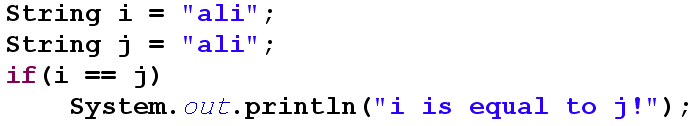 String i = "ali";
String j = "ali";
if(i == j)
    System.out.println("i is equal to j!");